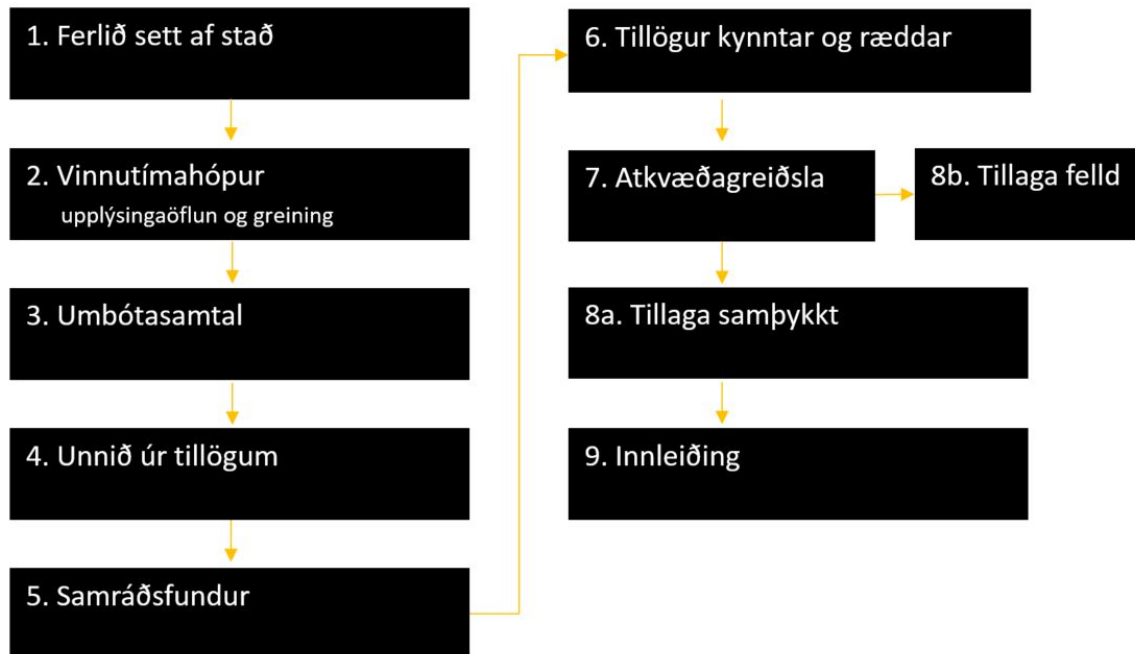 1. Ferlið sett af stað
2. Vinnutímahópur
upplýsingaöflun og greining
3. Umbótasamtal
4. Unnið úr tillögum
5. Samráðsfundur
6. Tillögur kynntar og ræddar
7. Atkvæðagreiðsla
8b. Tillaga felld
8a. Tillaga samþykkt
9. Innleiðing